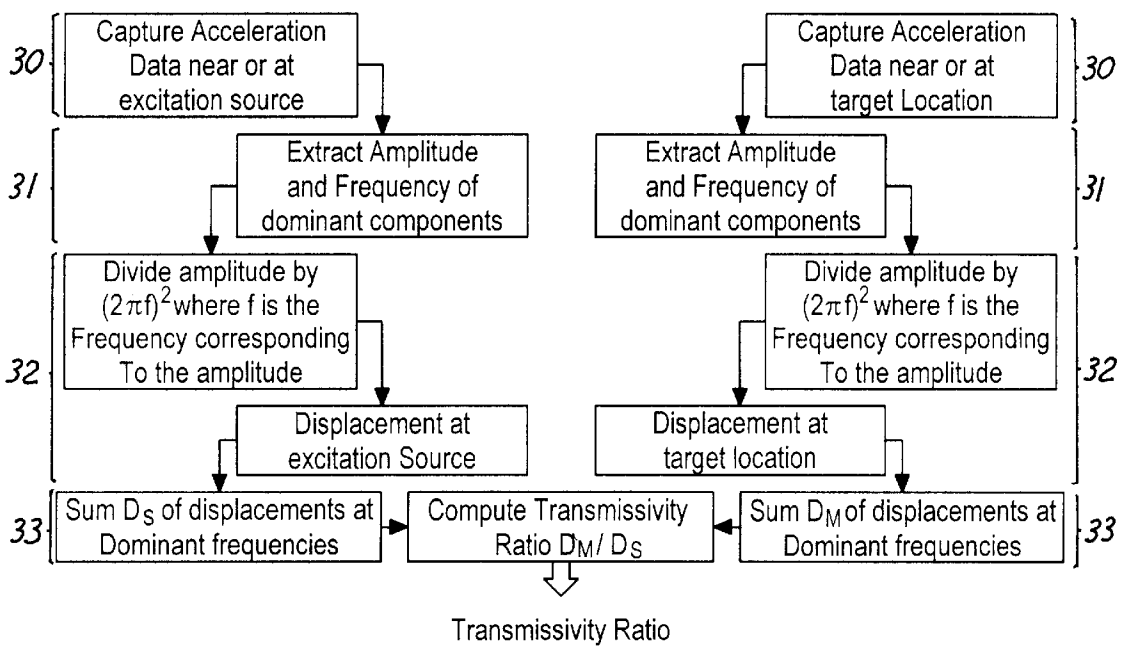 30
Capture Acceleration
Data near or at
excitation source
Capture Acceleration
Data near or at
target Location
30
31
Extract Amplitude
and Frequency of
dominant components
Extract Amplitude
and Frequency of
dominant components
31
32
Divide amplitude by
(2πf)² where f is the
Frequency corresponding
To the amplitude
Divide amplitude by
(2πf)² where f is the
Frequency corresponding
To the amplitude
32
Displacement at
excitation Source
Displacement at
target location
33
Sum D_S of displacements at
Dominant frequencies
Compute Transmissivity
Ratio D_M / D_S
Sum D_M of displacements at
Dominant frequencies
33
Transmissivity Ratio